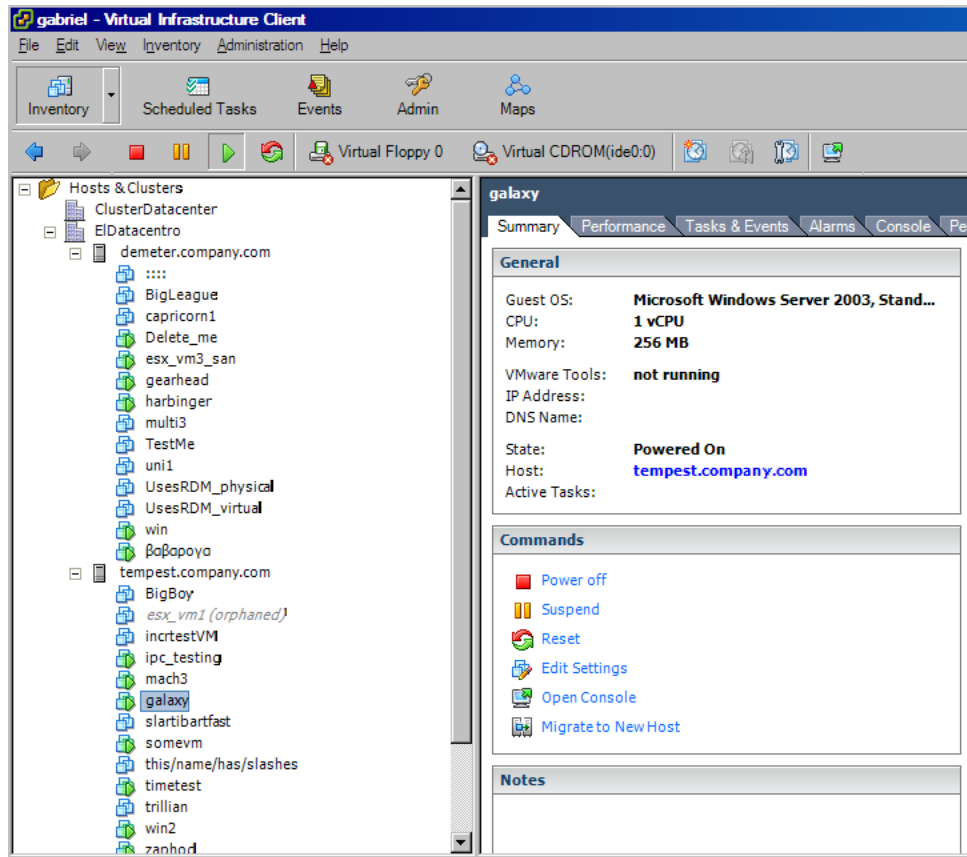 gabriel - Virtual Infrastructure Client
File Edit View Inventory Administration Help
Inventory Scheduled Tasks Events Admin Maps
Virtual Floppy 0 Virtual CDROM(ide0:0)
Hosts & Clusters
ClusterDatacenter
ElDatacentro
demeter.company.com
::::
BigLeague
capricorn1
Delete_me
esx_vm3_san
gearhead
harbinger
multi3
TestMe
uni1
UsesRDM_physical
UsesRDM_virtual
win
βαβαρογα
tempest.company.com
BigBoy
esx_vm1 (orphaned)
incrtestVM
ipc_testing
mach3
galaxy
slartibartfast
somevm
this/name/has/slashes
timetest
trillian
win2
zaphod
galaxy
Summary Performance Tasks & Events Alarms Console Pe
General
Guest OS: Microsoft Windows Server 2003, Stand...
CPU: 1 vCPU
Memory: 256 MB
VMware Tools: not running
IP Address:
DNS Name:
State: Powered On
Host: tempest.company.com
Active Tasks:
Commands
Power off
Suspend
Reset
Edit Settings
Open Console
Migrate to New Host
Notes